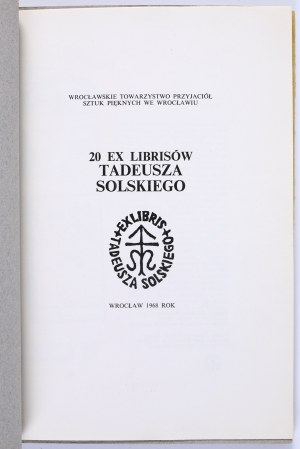 WROCŁAWSKIE TOWARZYSTWO PRZYJACIÓŁ
SZTUK PIĘKNYCH WE WROCŁAWIU
20 EX LIBRISÓW
TADEUSZA
SOLSKIEGO
EXLIBRIS
TADEUSZA SOLSKIEGO
WROCŁAW 1968 ROK